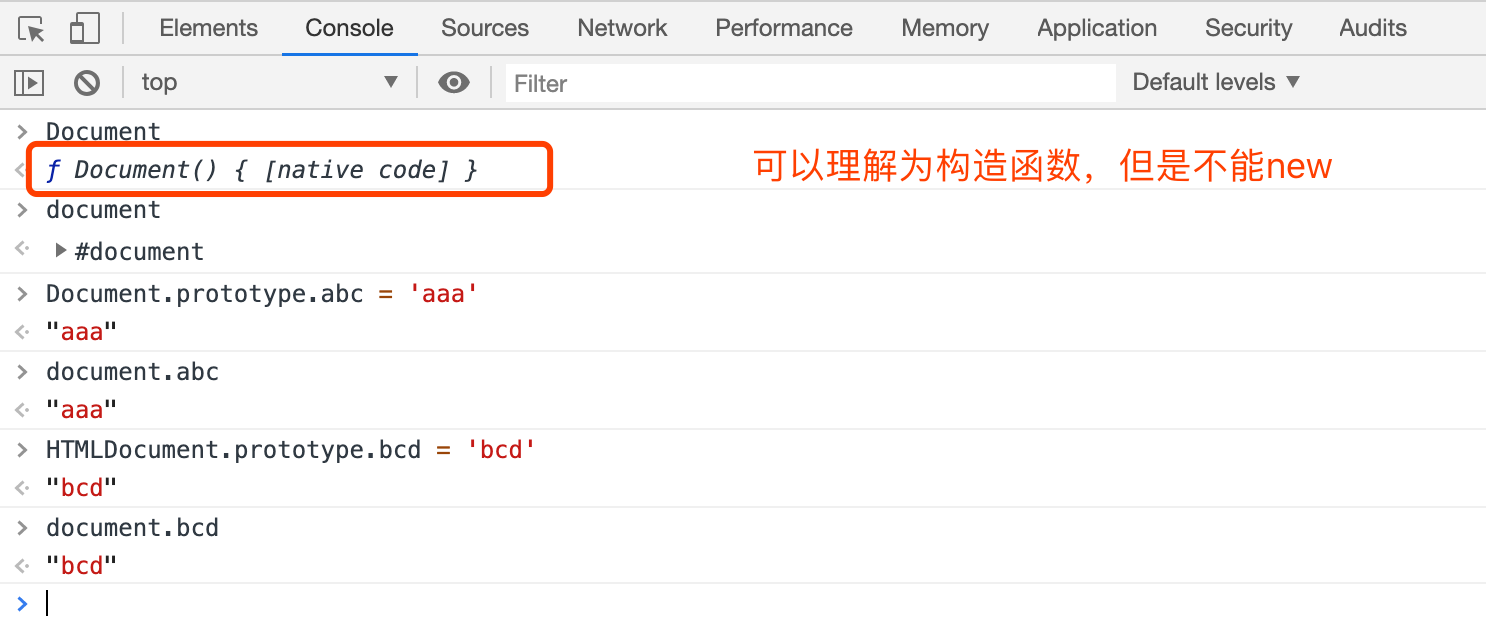 Elements Console Sources Network Performance Memory Application Security Audits
top Filter Default levels
Document
f Document() { [native code] } 可以理解为构造函数，但是不能new
document
#document
Document.prototype.abc = 'aaa'
"aaa"
document.abc
"aaa"
HTMLDocument.prototype.bcd = 'bcd'
"bcd"
document.bcd
"bcd"